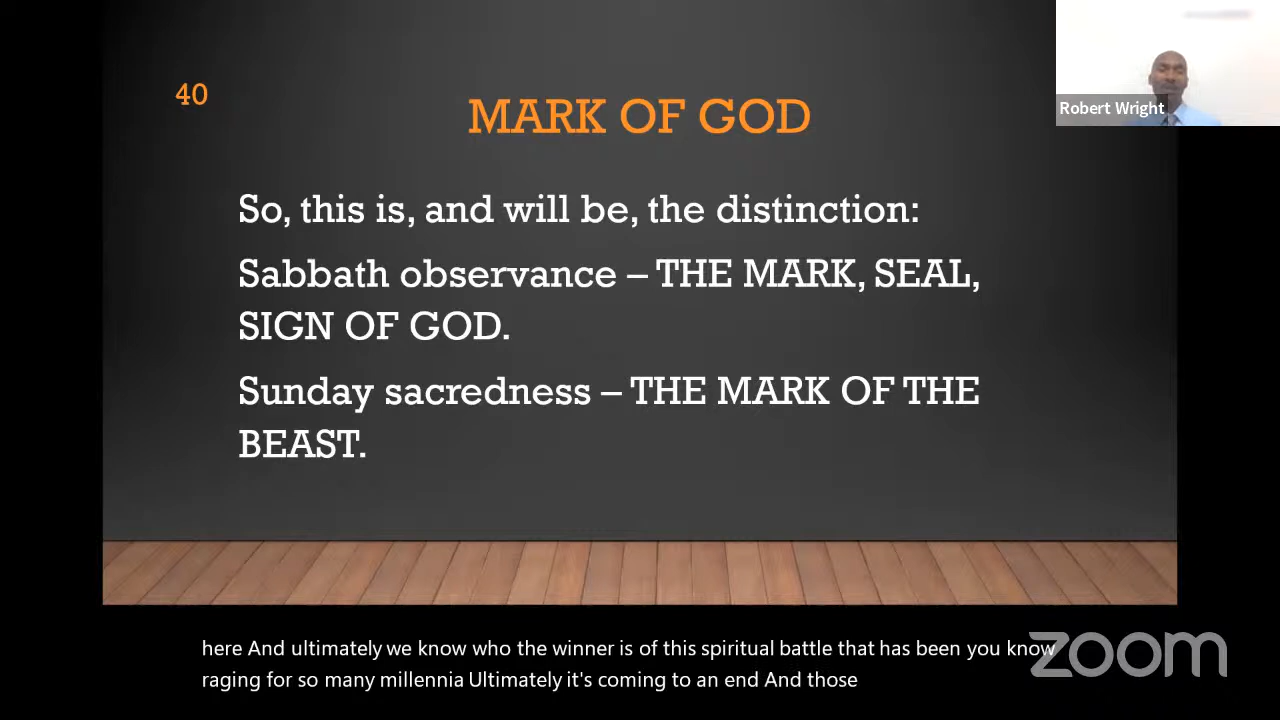 40
MARK OF GOD
Robert Wright
So, this is, and will be, the distinction:
Sabbath observance – THE MARK, SEAL,
SIGN OF GOD.
Sunday sacredness – THE MARK OF THE
BEAST.
here And ultimately we know who the winner is of this spiritual battle that has been you know
raging for so many millennia Ultimately it's coming to an end And those
zoom